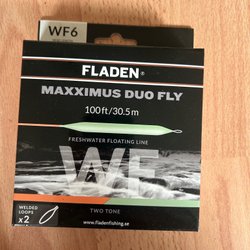 WF6
FLADEN®
MAXXIMUS DUO FLY
100ft/30.5m
FRESHWATER FLOATING LINE
WF
WELDED
LOOPS
x2
TWO TONE
www.fladenfishing.se